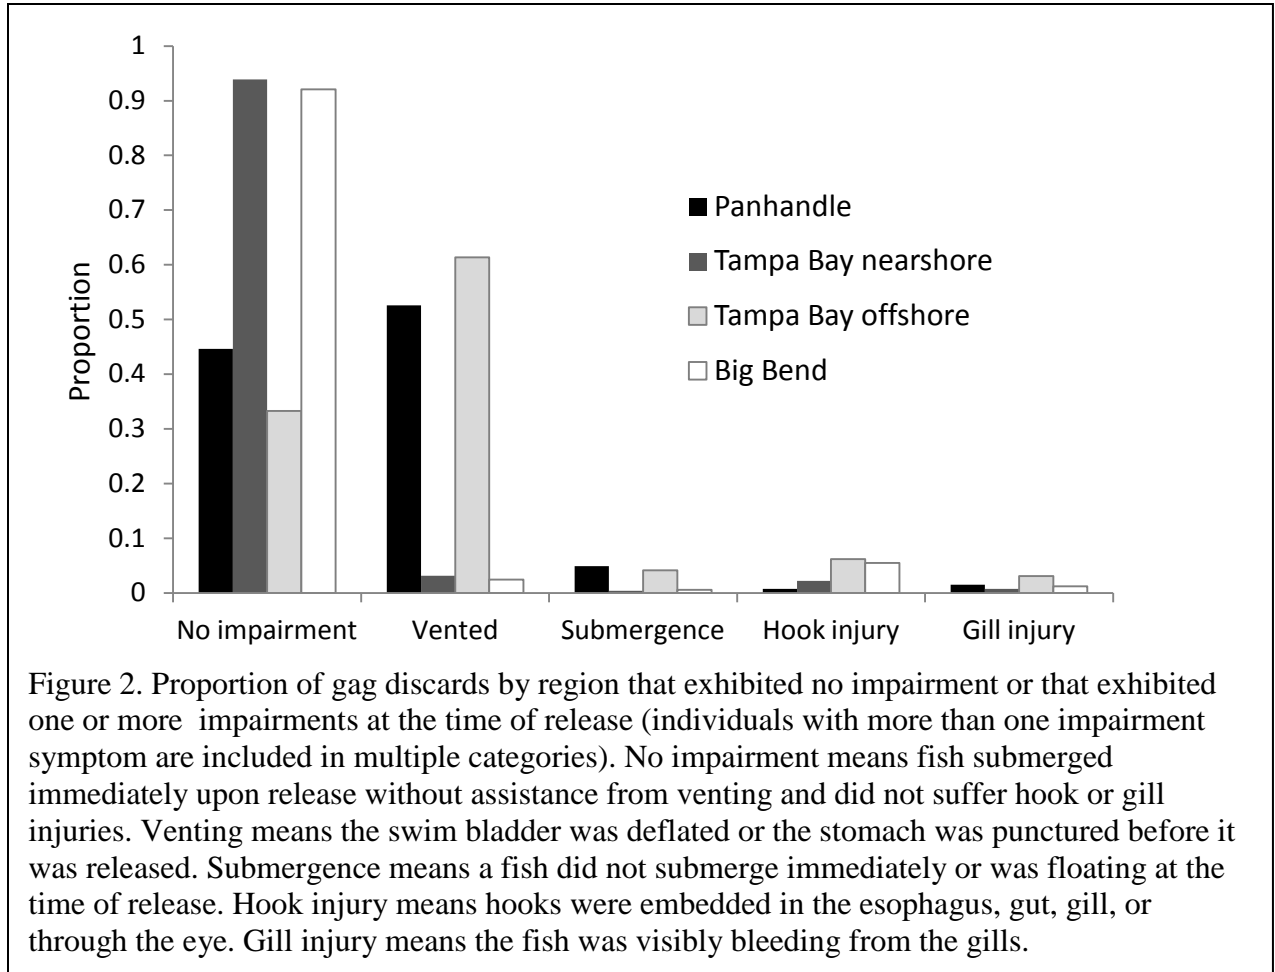 1
0.9
0.8
0.7
0.6
0.5
0.4
0.3
0.2
0.1
0
Proportion
Panhandle
Tampa Bay nearshore
Tampa Bay offshore
Big Bend
No impairment Vented Submergence Hook injury Gill injury
Figure 2. Proportion of gag discards by region that exhibited no impairment or that exhibited
one or more  impairments at the time of release (individuals with more than one impairment
symptom are included in multiple categories). No impairment means fish submerged
immediately upon release without assistance from venting and did not suffer hook or gill
injuries. Venting means the swim bladder was deflated or the stomach was punctured before it
was released. Submergence means a fish did not submerge immediately or was floating at the
time of release. Hook injury means hooks were embedded in the esophagus, gut, gill, or
through the eye. Gill injury means the fish was visibly bleeding from the gills.